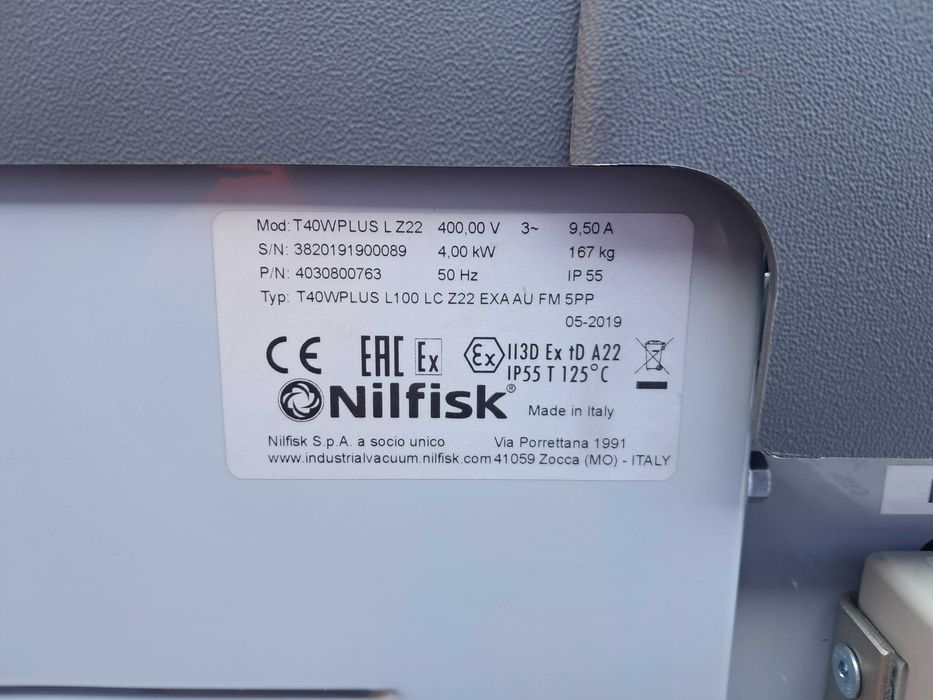 Mod: T40WPLUS L Z22 400,00 V 3~ 9,50 A
S/N: 3820191900089 4,00 kW 167 kg
P/N: 4030800763 50 Hz IP 55
Typ: T40WPLUS L100 LC Z22 EXA AU FM 5PP
05-2019
CE EAC Ex Ex II3D Ex tD A22
IP55 T 125°C
Nilfisk® Made in Italy
Nilfisk S.p.A. a socio unico Via Porrettana 1991
www.industrialvacuum.nilfisk.com 41059 Zocca (MO) - ITALY